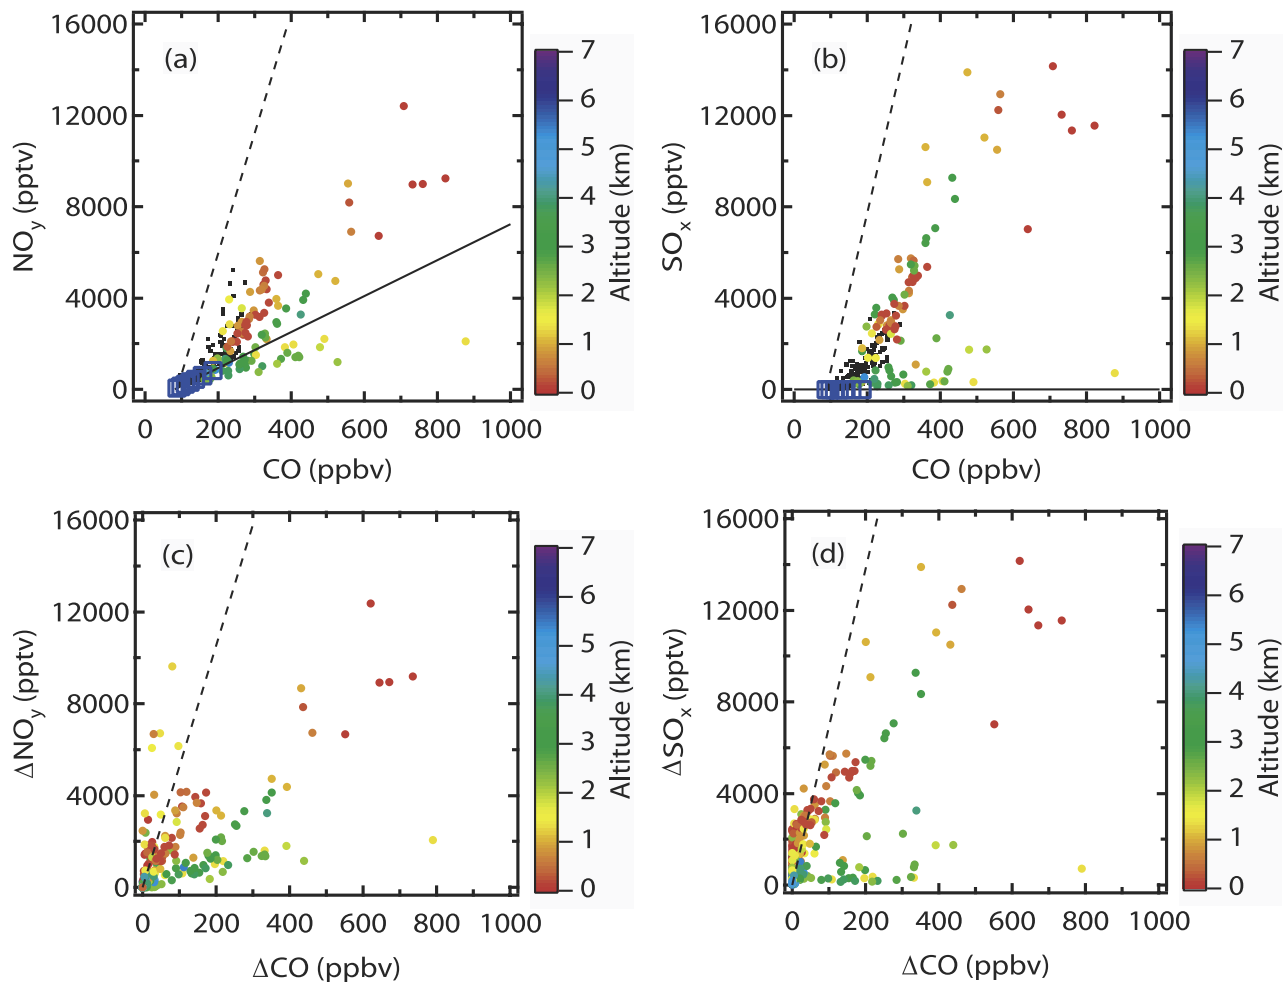 (a)
16000
12000
8000
4000
0
NOy (pptv)
0 200 400 600 800 1000
CO (ppbv)
7
6
5
4
3
2
1
0
Altitude (km)
(b)
16000
12000
8000
4000
0
SOx (pptv)
0 200 400 600 800 1000
CO (ppbv)
7
6
5
4
3
2
1
0
Altitude (km)
(c)
16000
12000
8000
4000
0
ΔNOy (pptv)
0 200 400 600 800 1000
ΔCO (ppbv)
7
6
5
4
3
2
1
0
Altitude (km)
(d)
16000
12000
8000
4000
0
ΔSOx (pptv)
0 200 400 600 800 1000
ΔCO (ppbv)
7
6
5
4
3
2
1
0
Altitude (km)